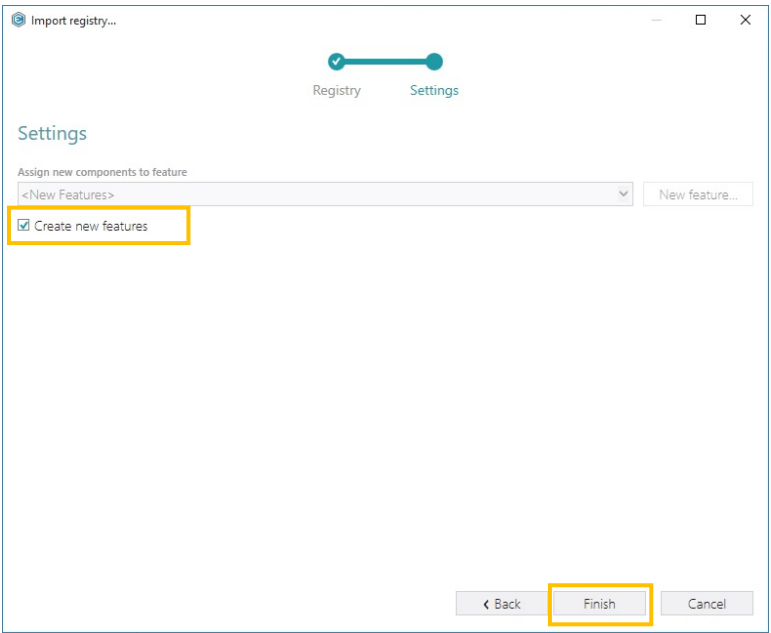 Import registry...
Registry Settings
Settings
Assign new components to feature
<New Features> New feature...
Create new features
Back Finish Cancel